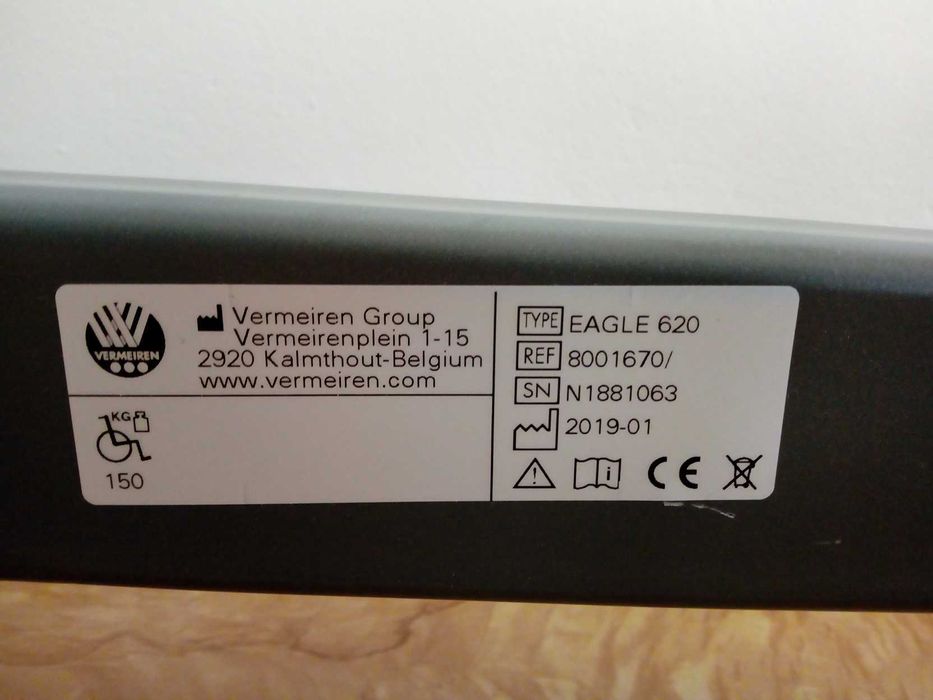 VERMEIREN
Vermeiren Group
Vermeirenplein 1-15
2920 Kalmthout-Belgium
www.vermeiren.com
KG
150
TYPE EAGLE 620
REF 8001670/
SN N1881063
2019-01
i
CE